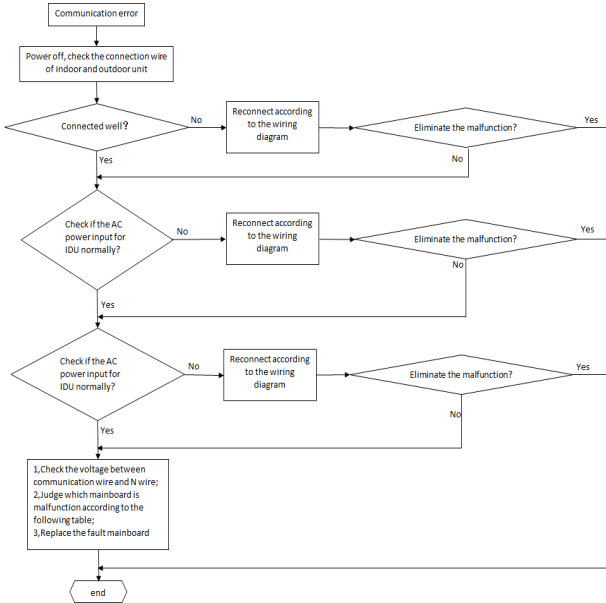 Communication error
Power off, check the connection wire
of indoor and outdoor unit
Connected well?
No
Reconnect according
to the wiring
diagram
Eliminate the malfunction?
Yes
No
Yes
Check if the AC
power input for
IDU normally?
No
Reconnect according
to the wiring
diagram
Eliminate the malfunction?
Yes
No
Yes
Check if the AC
power input for
IDU normally?
No
Reconnect according
to the wiring
diagram
Eliminate the malfunction?
Yes
No
Yes
1,Check the voltage between
communication wire and N wire;
2,Judge which mainboard is
malfunction according to the
following table;
3,Replace the fault mainboard
end